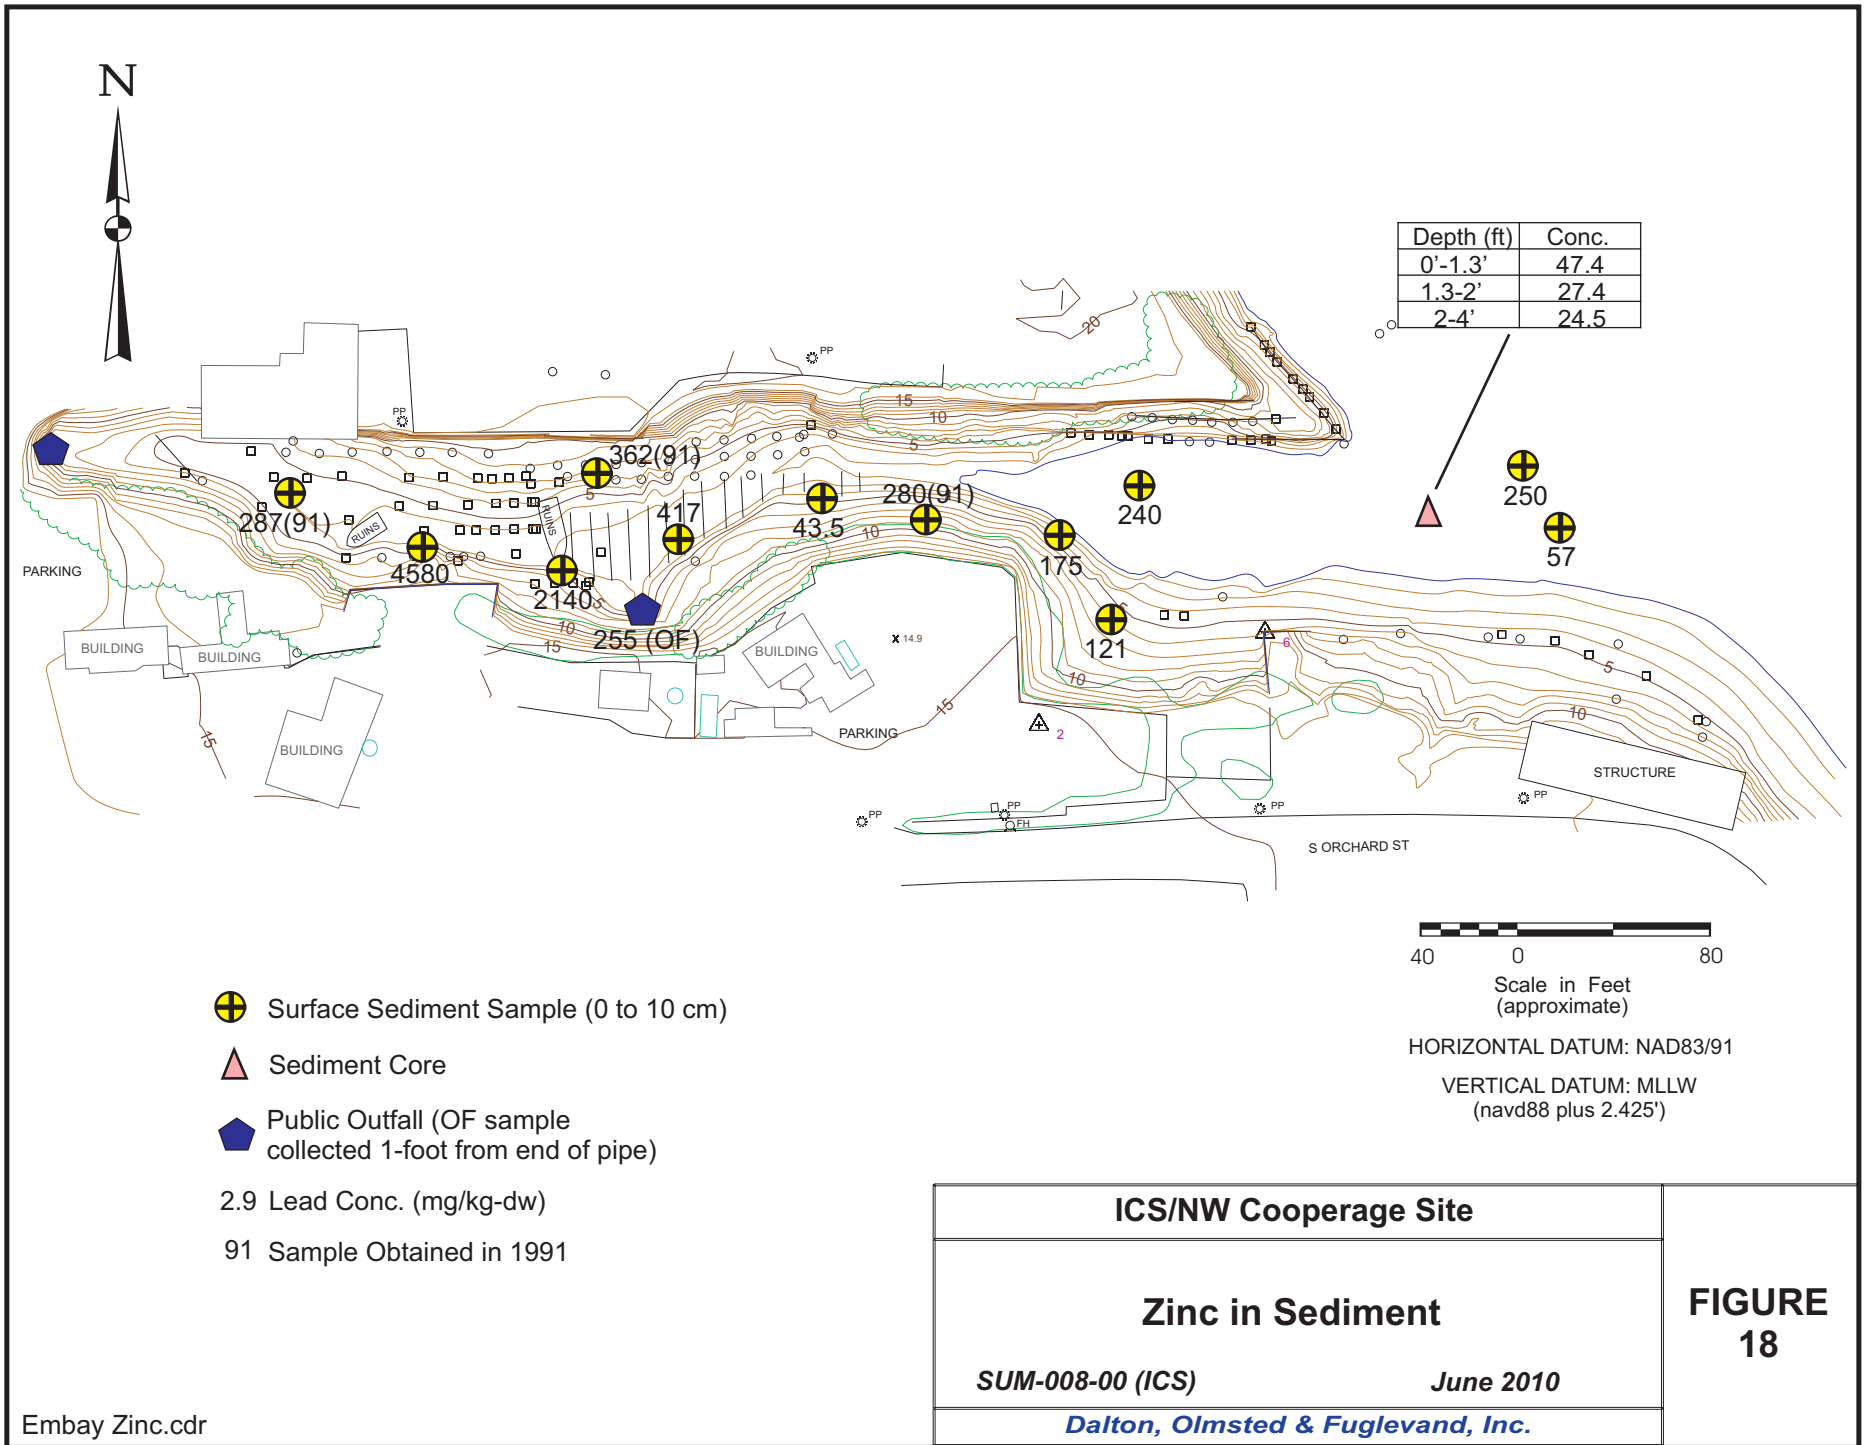 N
Depth (ft) Conc.
0'-1.3' 47.4
1.3-2' 27.4
2-4' 24.5
20
PP
15
10
5
PP
362(91)
5
287(91)
RUINS
RUINS
417
43.5
280(91)
10
240
250
57
175
4580
2140
5
10
15
255 (OF)
PARKING
BUILDING
BUILDING
BUILDING
BUILDING
x 14.9
121
10
6
5
10
15
15
PARKING
2
STRUCTURE
PP
PP
FH
PP
PP
S ORCHARD ST
40 0 80
Scale in Feet
(approximate)
HORIZONTAL DATUM: NAD83/91
VERTICAL DATUM: MLLW
(navd88 plus 2.425')
Surface Sediment Sample (0 to 10 cm)
Sediment Core
Public Outfall (OF sample
collected 1-foot from end of pipe)
2.9 Lead Conc. (mg/kg-dw)
91 Sample Obtained in 1991
ICS/NW Cooperage Site
Zinc in Sediment
SUM-008-00 (ICS) June 2010
Dalton, Olmsted & Fuglevand, Inc.
FIGURE
18
Embay Zinc.cdr